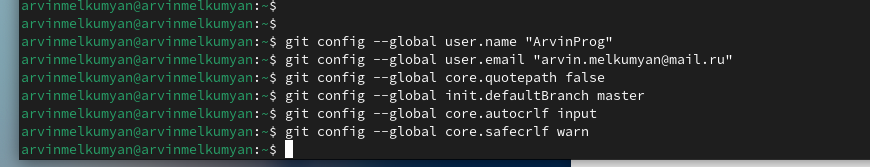 arvinmelkumyan@arvinmelkumyan:~$
arvinmelkumyan@arvinmelkumyan:~$
arvinmelkumyan@arvinmelkumyan:~$ git config --global user.name "ArvinProg"
arvinmelkumyan@arvinmelkumyan:~$ git config --global user.email "arvin.melkumyan@mail.ru"
arvinmelkumyan@arvinmelkumyan:~$ git config --global core.quotepath false
arvinmelkumyan@arvinmelkumyan:~$ git config --global init.defaultBranch master
arvinmelkumyan@arvinmelkumyan:~$ git config --global core.autocrlf input
arvinmelkumyan@arvinmelkumyan:~$ git config --global core.safecrlf warn
arvinmelkumyan@arvinmelkumyan:~$